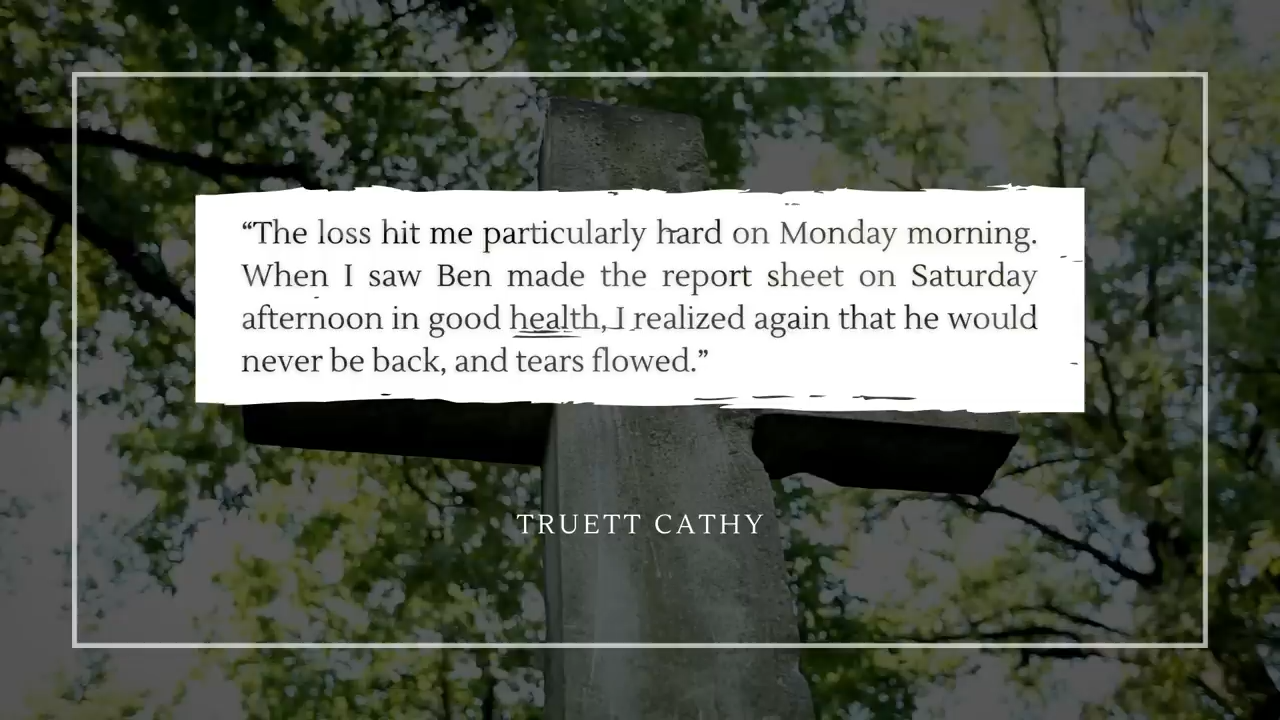 “The loss hit me particularly hard on Monday morning.
When I saw Ben made the report sheet on Saturday
afternoon in good health, I realized again that he would
never be back, and tears flowed.”
TRUETT CATHY